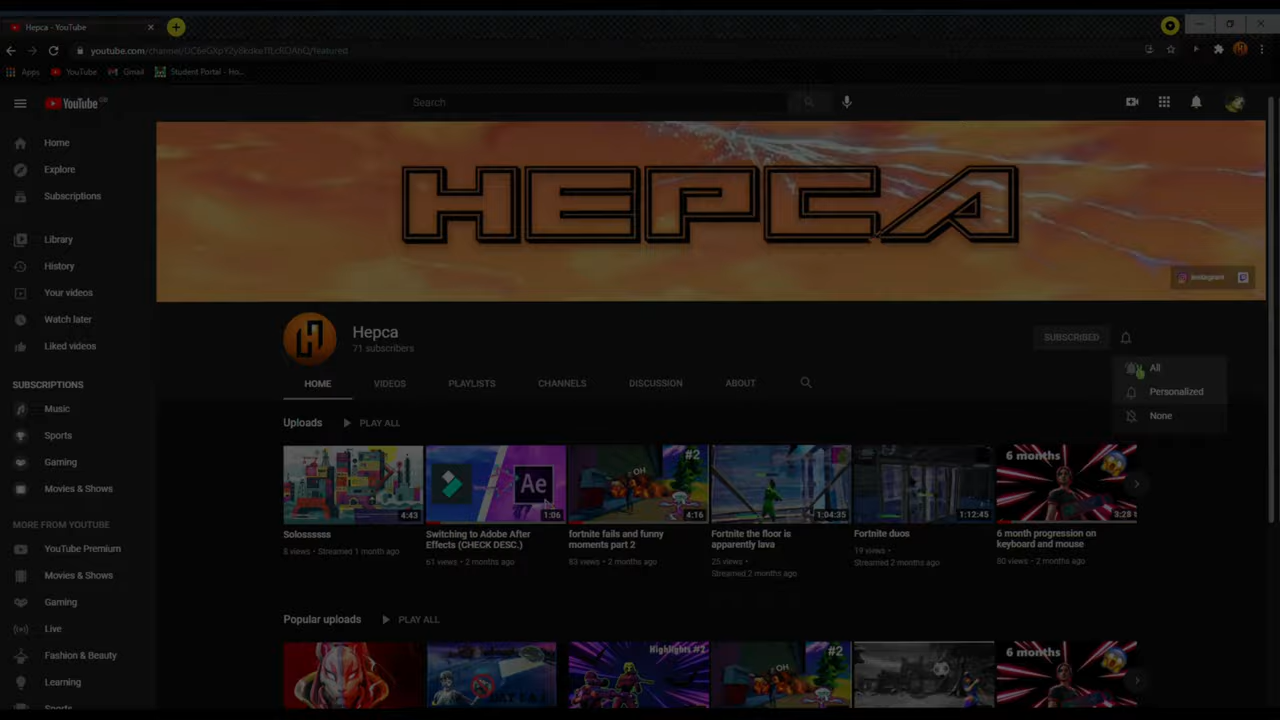 Hepca - YouTube
youtube.com/channel/
/featured
Apps YouTube Gmail Student Portal - Ho...
YouTube
Search
Home
Explore
Subscriptions
Library
History
Your videos
Watch later
Liked videos
SUBSCRIPTIONS
Music
Sports
Gaming
Movies & Shows
MORE FROM YOUTUBE
YouTube Premium
Movies & Shows
Gaming
Live
Fashion & Beauty
Learning
Sports
HEPCA
Instagram
Hepca
71 subscribers
SUBSCRIBED
All
Personalized
None
HOME VIDEOS PLAYLISTS CHANNELS DISCUSSION ABOUT
Uploads PLAY ALL
4:43
Solossssss
8 views • Streamed 1 month ago
Ae
1:06
Switching to Adobe After
Effects (CHECK DESC.)
61 views • 2 months ago
#2
OH
4:16
fortnite fails and funny
moments part 2
83 views • 2 months ago
1:04:35
Fortnite the floor is
apparently lava
25 views •
Streamed 2 months ago
1:12:45
Fortnite duos
19 views •
Streamed 2 months ago
6 months
3:28
6 month progression on
keyboard and mouse
80 views • 2 months ago
Popular uploads PLAY ALL
Highlights #2
#2
OH
6 months